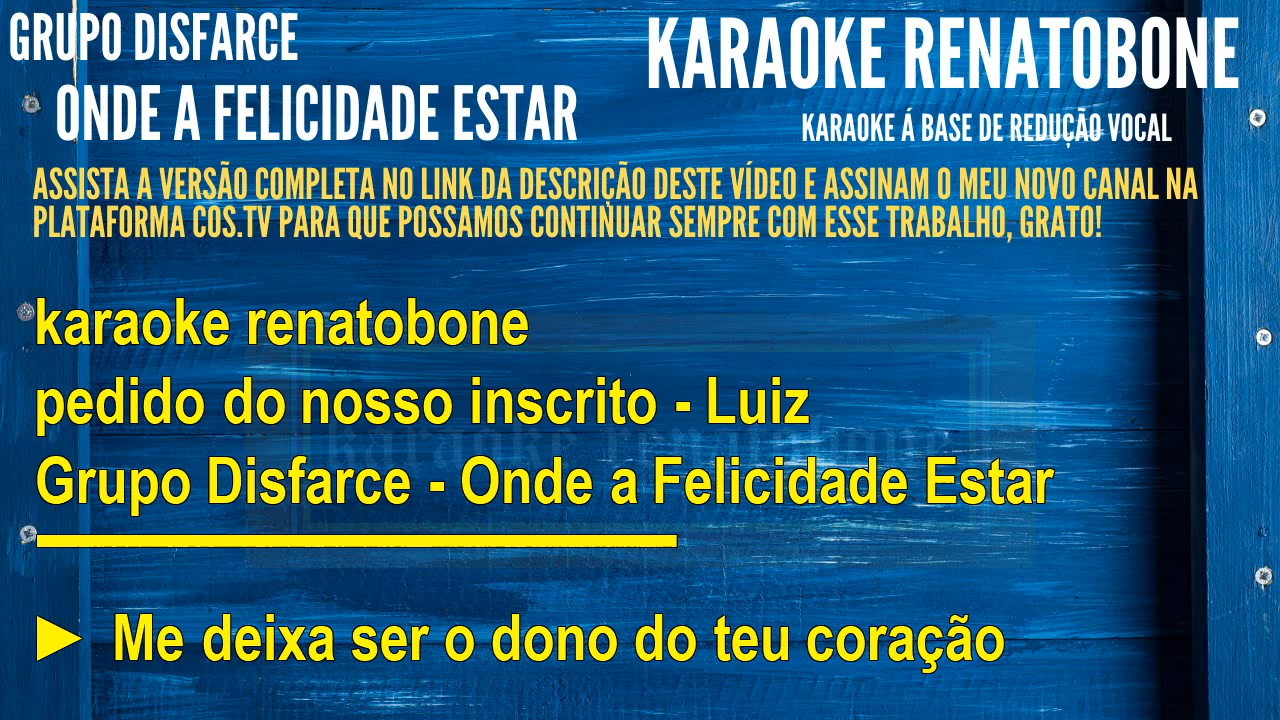 GRUPO DISFARCE
KARAOKE RENATOBONE
ONDE A FELICIDADE ESTAR
KARAOKE Á BASE DE REDUÇÃO VOCAL
ASSISTA A VERSÃO COMPLETA NO LINK DA DESCRIÇÃO DESTE VÍDEO E ASSINAM O MEU NOVO CANAL NA
PLATAFORMA COS.TV PARA QUE POSSAMOS CONTINUAR SEMPRE COM ESSE TRABALHO, GRATO!
karaoke renatobone
pedido do nosso inscrito - Luiz
karaoke renatobone
Grupo Disfarce - Onde a Felicidade Estar
► Me deixa ser o dono do teu coração